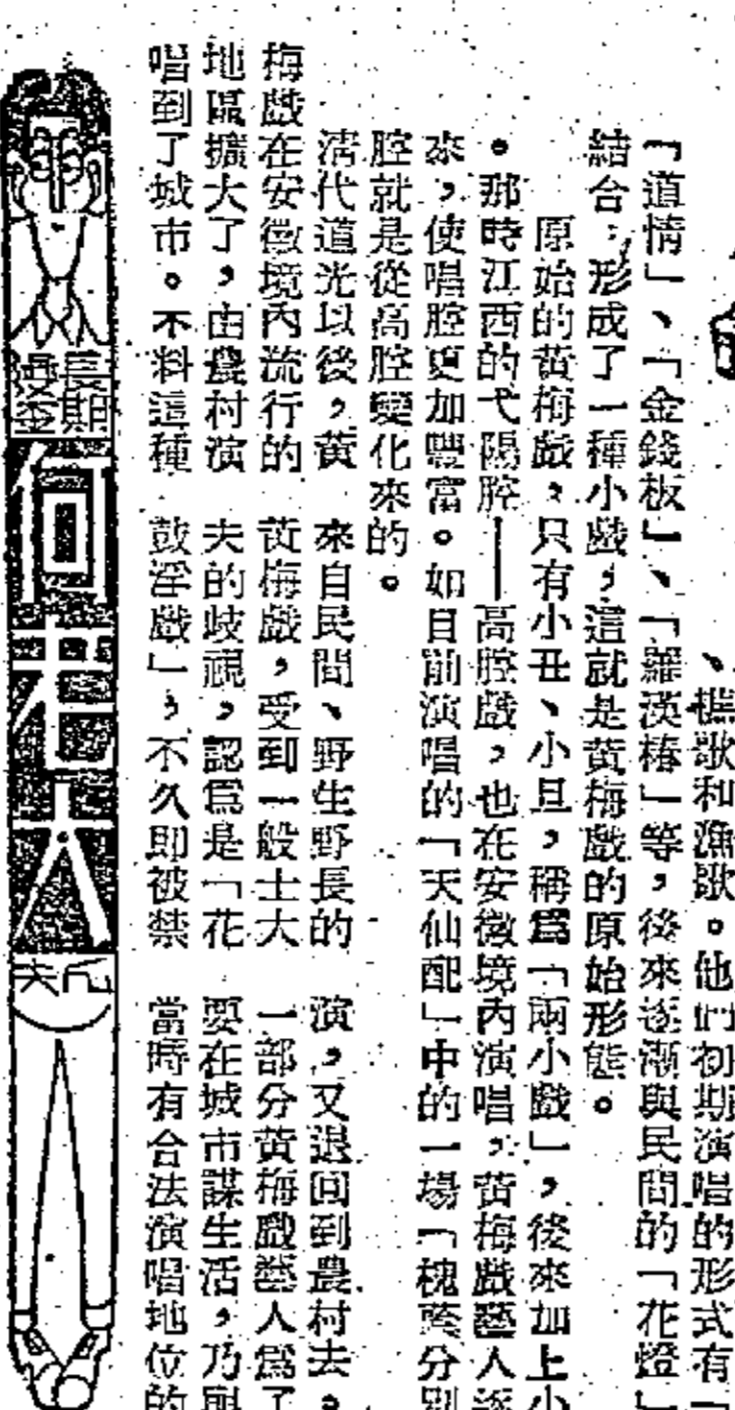 、樵歌和漁歌。他們初期演唱的形式有「
「道情」、「金錢板」、「羅漢樁」等,後來逐漸與民間的「花燈」
結合,形成了一種小戲,這就是黃梅戲的原始形態。
原始的黃梅戲,只有小丑、小旦,稱爲「兩小戲」,後來加上小
。那時江西的弋陽腔——高腔戲,也在安徽境內演唱,黃梅戲藝人逐
來,使唱腔更加豐富。如目前演唱的「天仙配」中的一場「槐蔭分別
腔就是從高腔變化來的。
清代道光以後,黃
梅戲在安徽境內流行的
地區擴大了,由農村演
唱到了城市。不料這種
來自民間、野生野長的
黃梅戲,受到一般士大
夫的歧視,認爲是「花
鼓淫戲」,不久即被禁
演,又退回到農村去。
一部分黃梅戲藝人爲了
要在城市謀生活,乃與
當時有合法演唱地位的
長期
何老大